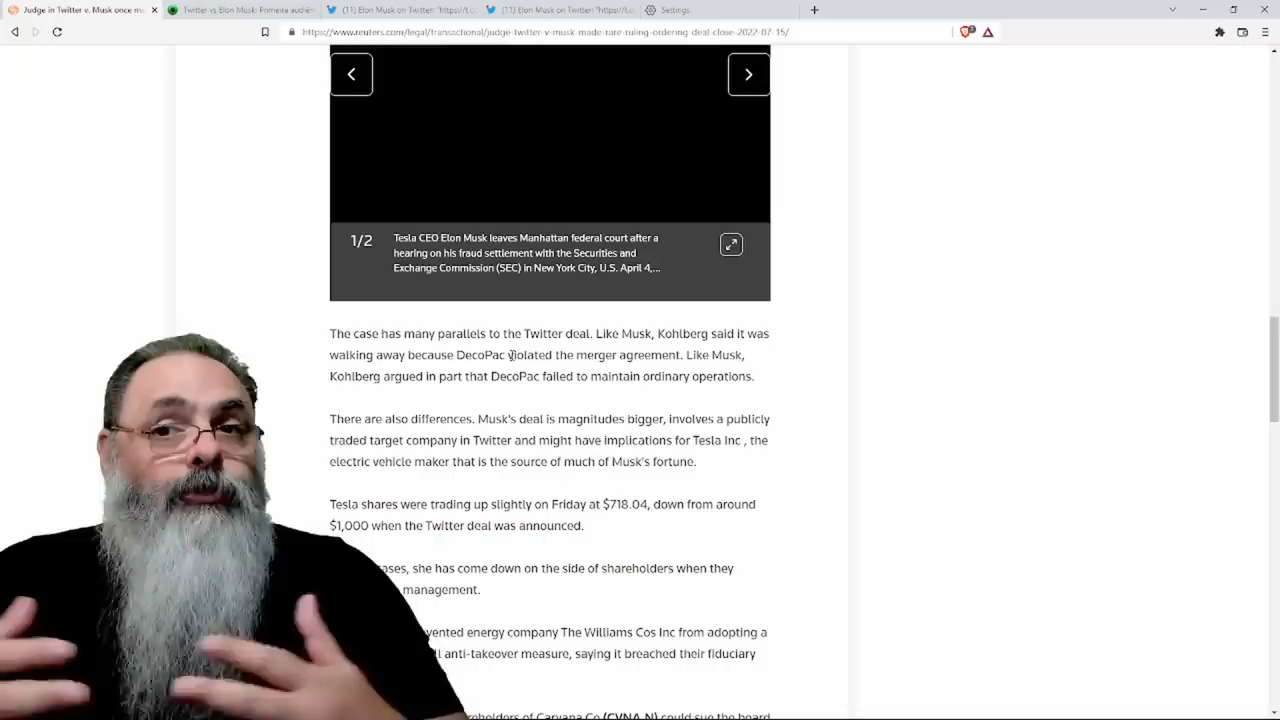 Judge in Twitter v. Musk once mu
Twitter vs Elon Musk: Primeira audiên
(11) Elon Musk on Twitter: "https://t.c
(11) Elon Musk on Twitter: "https://t.c
Settings
https://www.reuters.com/legal/transactional/judge-twitter-v-musk-made-rare-ruling-ordering-deal-close-2022-07-15/
1/2
Tesla CEO Elon Musk leaves Manhattan federal court after a
hearing on his fraud settlement with the Securities and
Exchange Commission (SEC) in New York City, U.S. April 4,...
The case has many parallels to the Twitter deal. Like Musk, Kohlberg said it was
walking away because DecoPac violated the merger agreement. Like Musk,
Kohlberg argued in part that DecoPac failed to maintain ordinary operations.
There are also differences. Musk's deal is magnitudes bigger, involves a publicly
traded target company in Twitter and might have implications for Tesla Inc , the
electric vehicle maker that is the source of much of Musk's fortune.
Tesla shares were trading up slightly on Friday at $718.04, down from around
$1,000 when the Twitter deal was announced.
ases, she has come down on the side of shareholders when they
management.
vented energy company The Williams Cos Inc from adopting a
ll anti-takeover measure, saying it breached their fiduciary
reholders of Carvana Co (CVNA.N) could sue the board